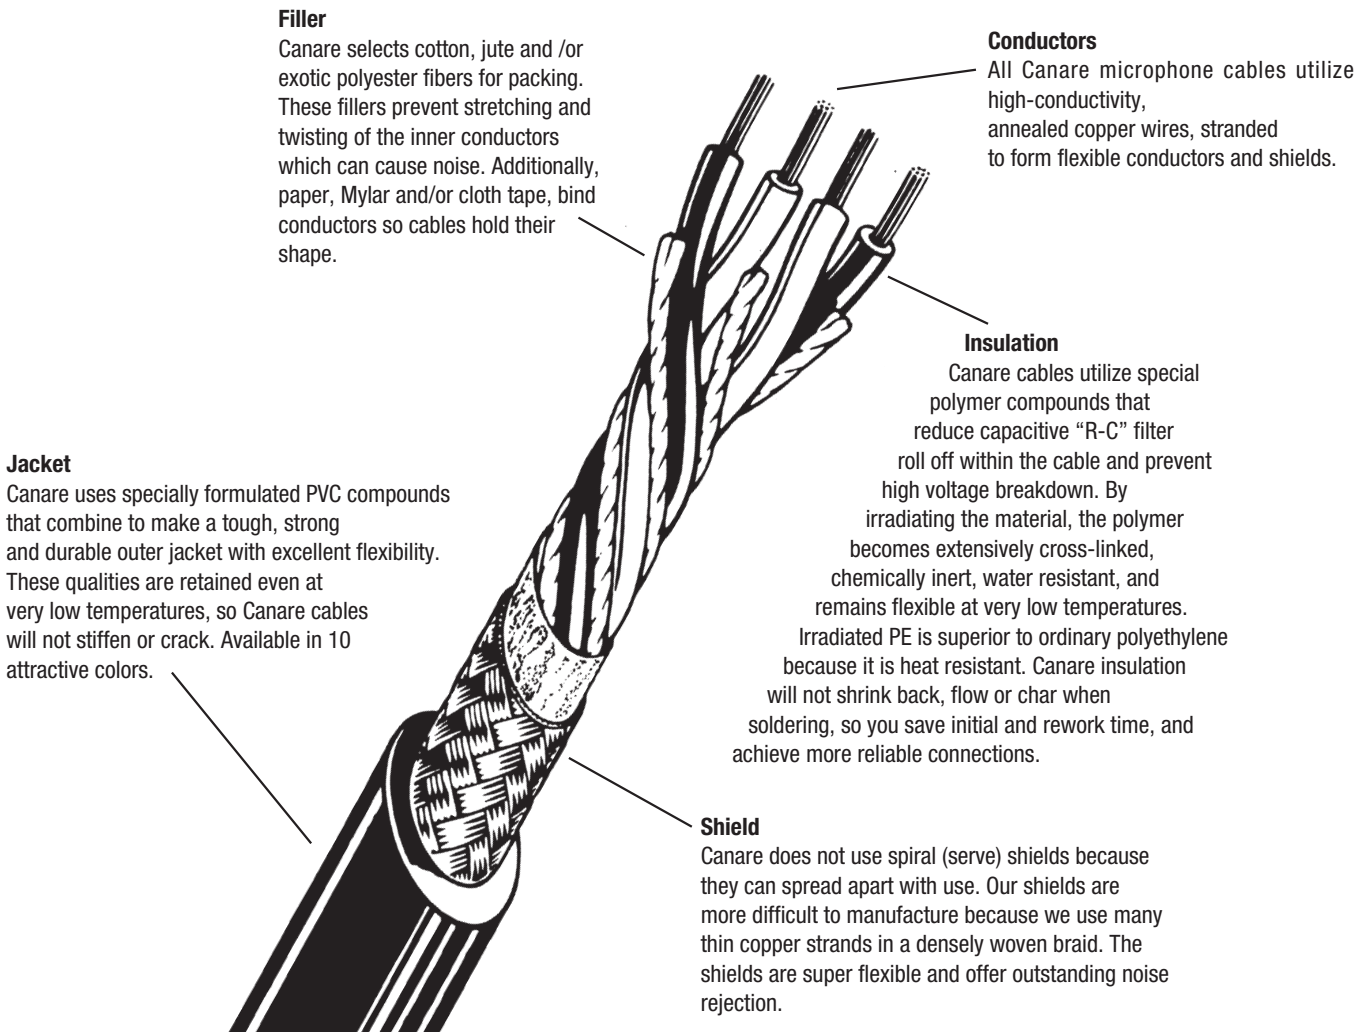 Filler
Canare selects cotton, jute and /or
exotic polyester fibers for packing.
These fillers prevent stretching and
twisting of the inner conductors
which can cause noise. Additionally,
paper, Mylar and/or cloth tape, bind
conductors so cables hold their
shape.
Conductors
All Canare microphone cables utilize
high-conductivity,
annealed copper wires, stranded
to form flexible conductors and shields.
Insulation
Canare cables utilize special
polymer compounds that
reduce capacitive “R-C” filter
roll off within the cable and prevent
high voltage breakdown. By
irradiating the material, the polymer
becomes extensively cross-linked,
chemically inert, water resistant, and
remains flexible at very low temperatures.
Irradiated PE is superior to ordinary polyethylene
because it is heat resistant. Canare insulation
will not shrink back, flow or char when
soldering, so you save initial and rework time, and
achieve more reliable connections.
Jacket
Canare uses specially formulated PVC compounds
that combine to make a tough, strong
and durable outer jacket with excellent flexibility.
These qualities are retained even at
very low temperatures, so Canare cables
will not stiffen or crack. Available in 10
attractive colors.
Shield
Canare does not use spiral (serve) shields because
they can spread apart with use. Our shields are
more difficult to manufacture because we use many
thin copper strands in a densely woven braid. The
shields are super flexible and offer outstanding noise
rejection.